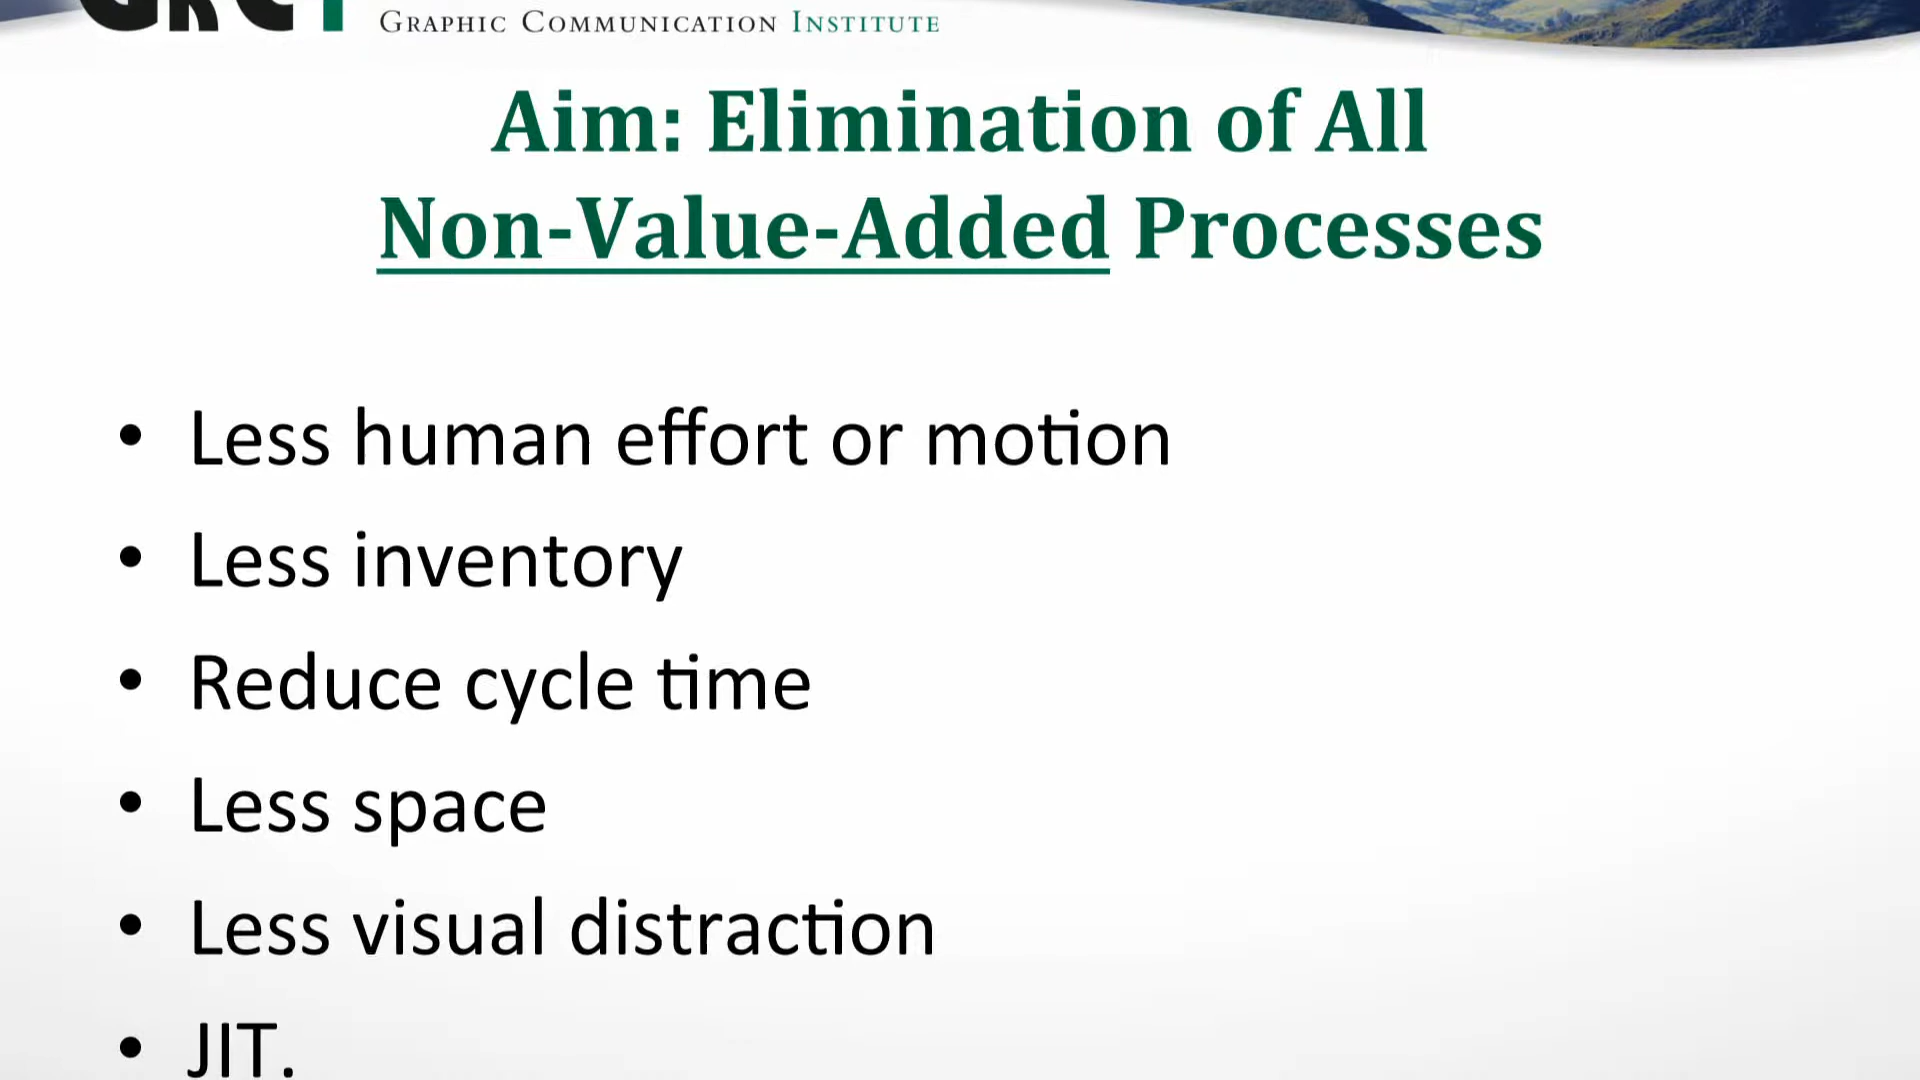 GRAPHIC COMMUNICATION INSTITUTE
Aim: Elimination of All
Non-Value-Added Processes
• Less human effort or motion
• Less inventory
• Reduce cycle time
• Less space
• Less visual distraction
• JIT.